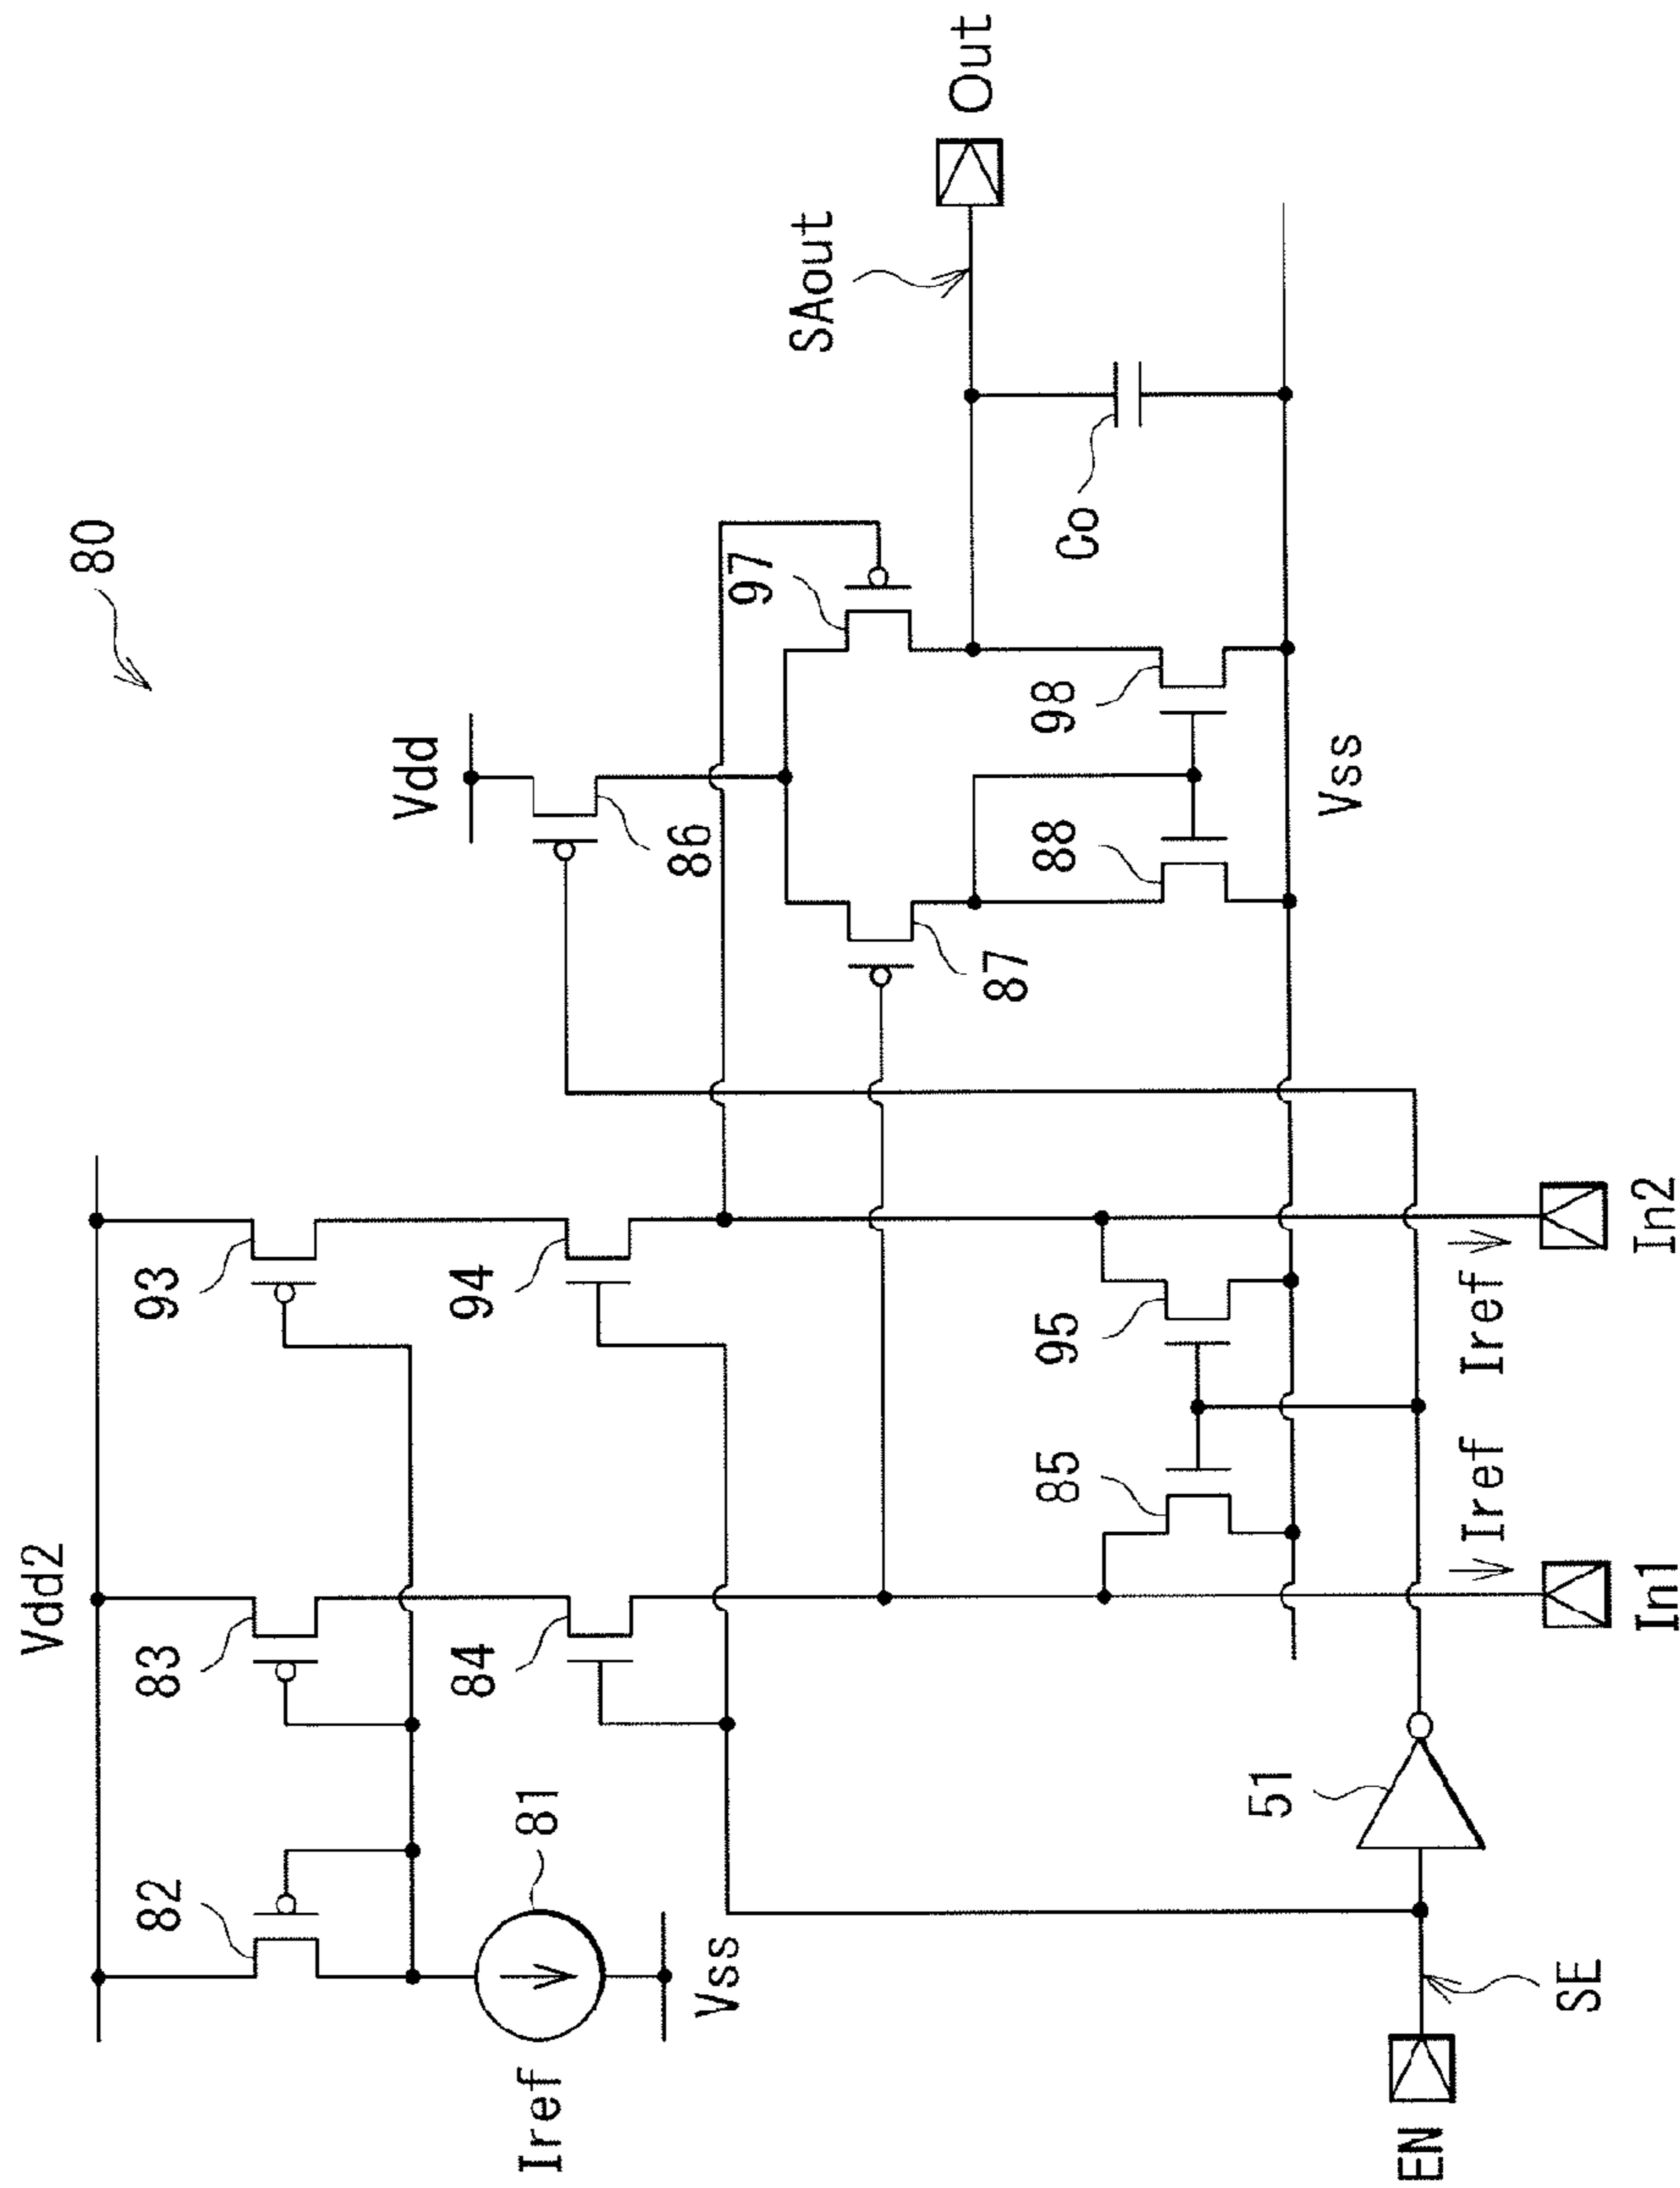 80
Vdd2
Vdd
82
83
93
84
94
81
Iref
Vss
86
97
87
88
98
SAout
Out
Co
Vss
85
95
51
EN
SE
Iref
Iref
In1
In2